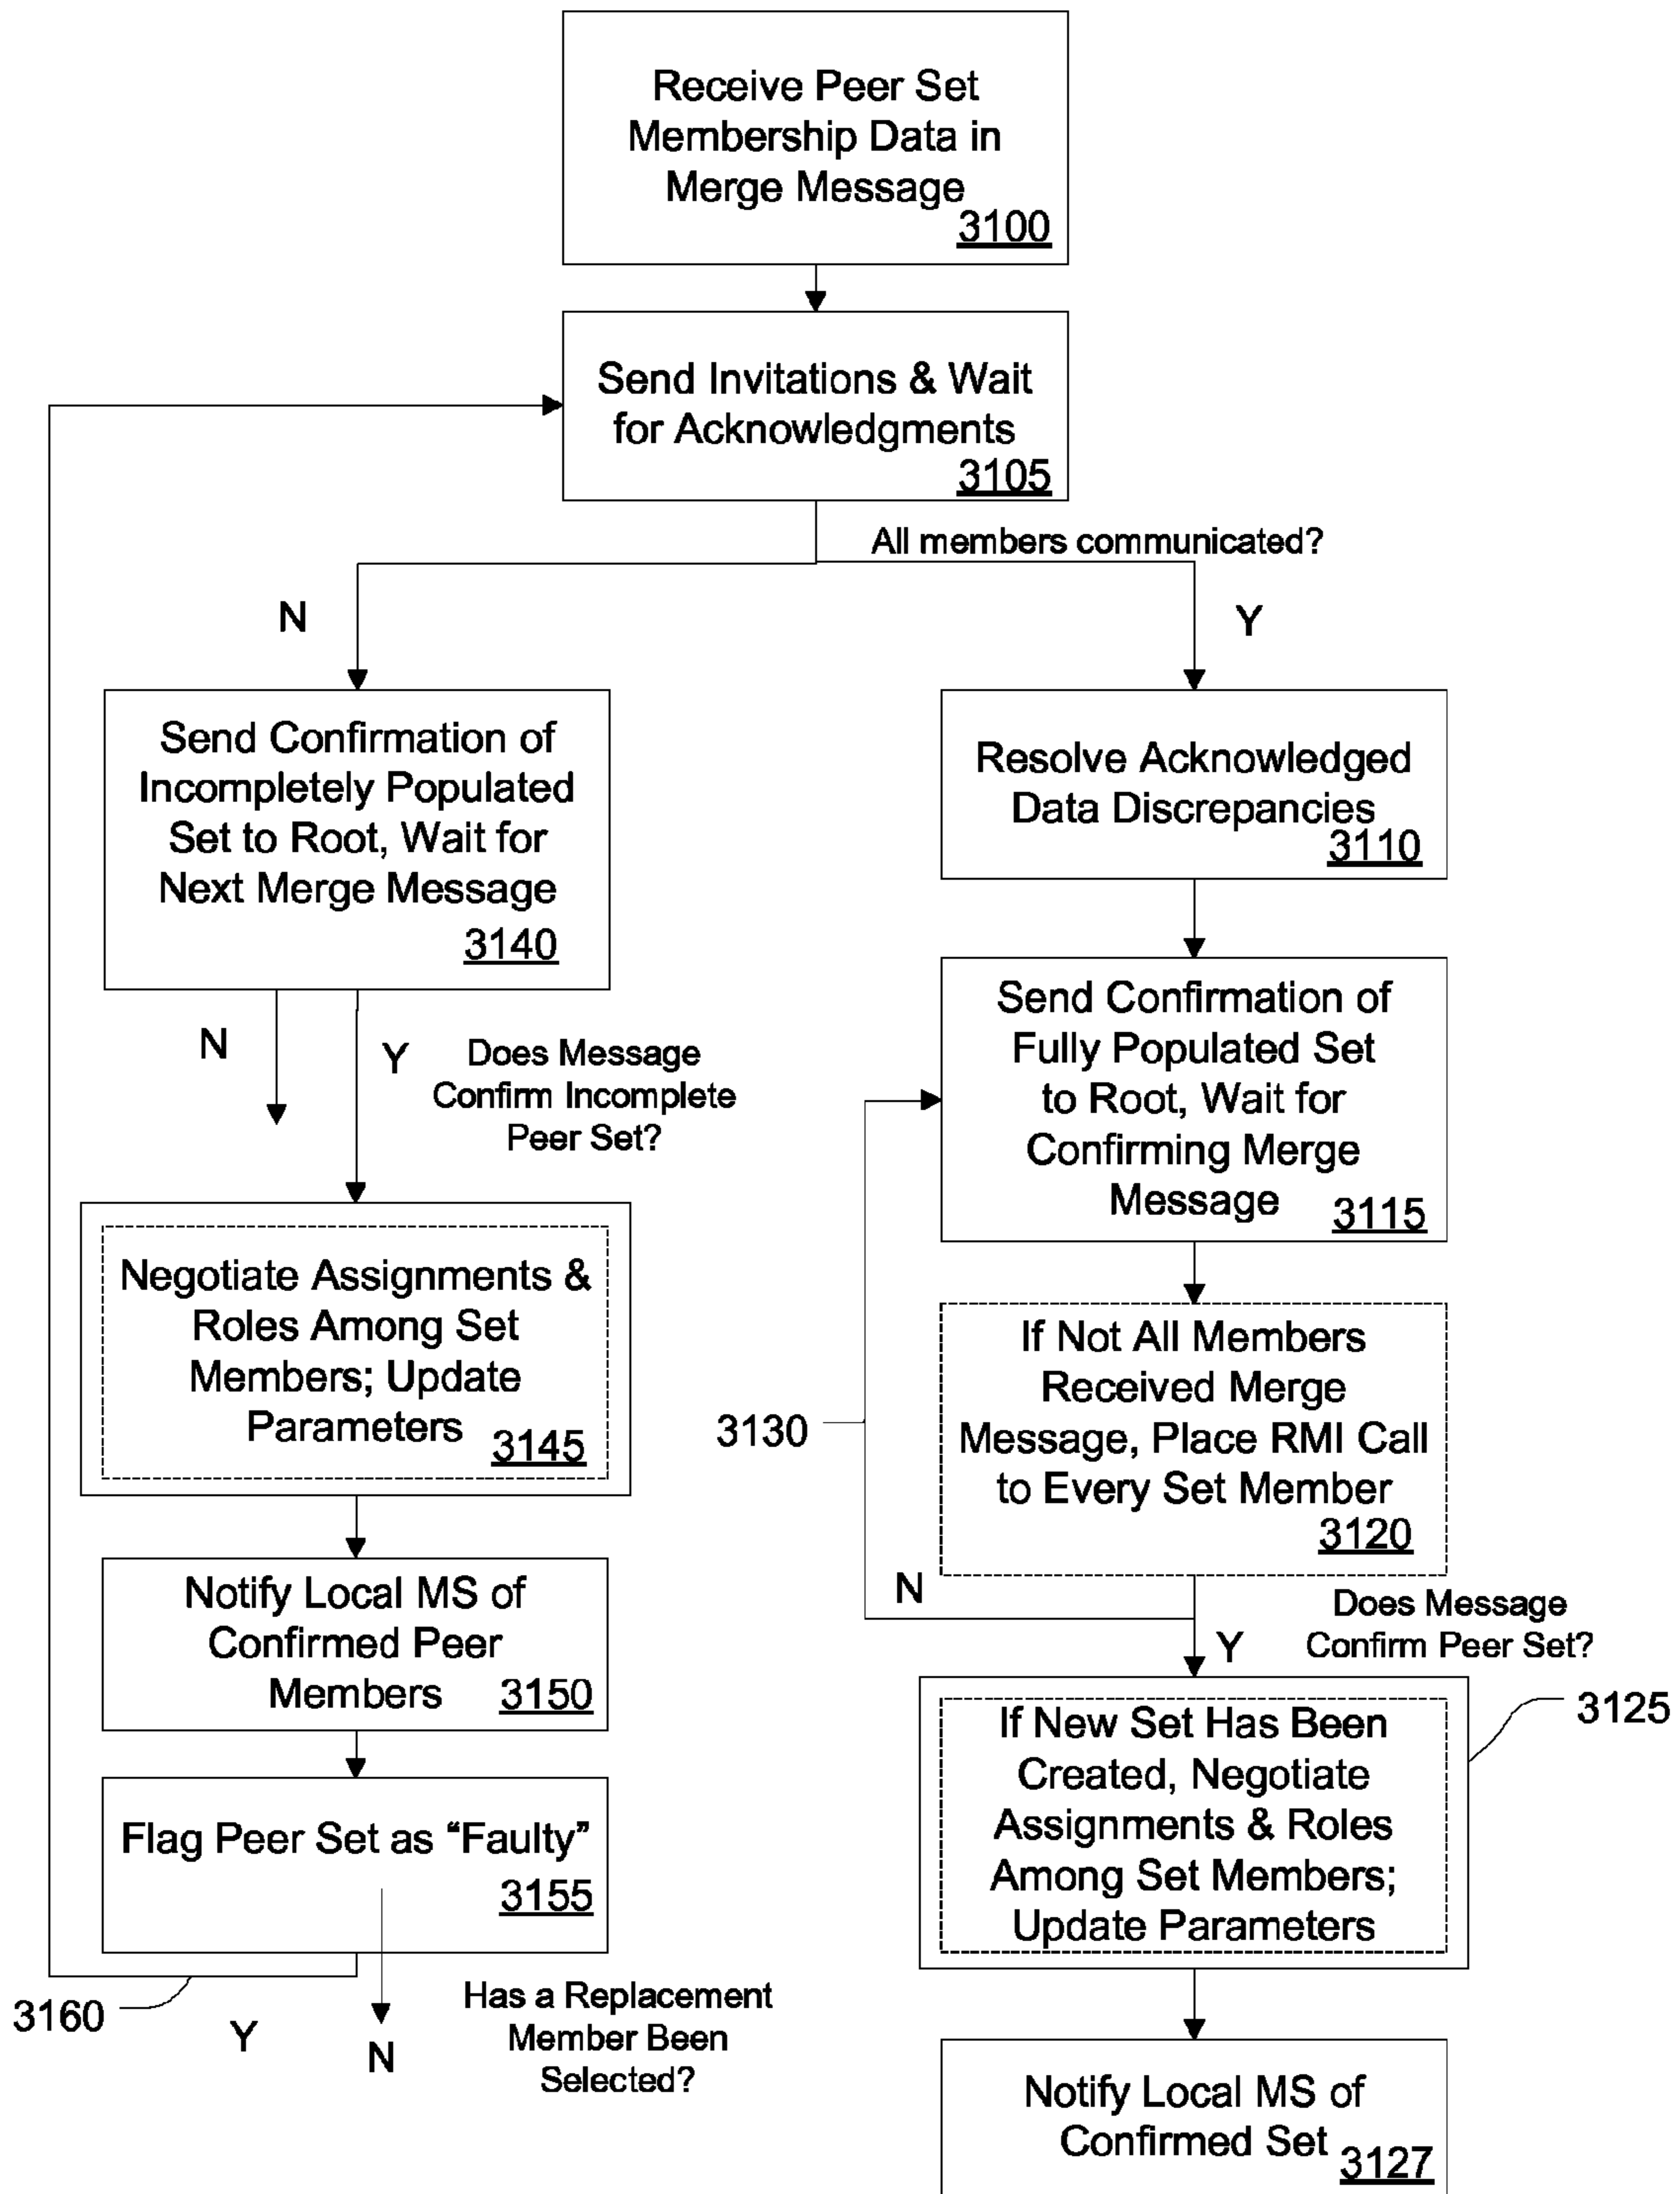 Receive Peer Set
Membership Data in
Merge Message
3100
Send Invitations & Wait
for Acknowledgments
3105
All members communicated?
N
Y
Send Confirmation of
Incompletely Populated
Set to Root, Wait for
Next Merge Message
3140
N
Y
Does Message
Confirm Incomplete
Peer Set?
Negotiate Assignments &
Roles Among Set
Members; Update
Parameters
3145
Notify Local MS of
Confirmed Peer
Members
3150
Flag Peer Set as “Faulty”
3155
3160
Y
N
Has a Replacement
Member Been
Selected?
Resolve Acknowledged
Data Discrepancies
3110
Send Confirmation of
Fully Populated Set
to Root, Wait for
Confirming Merge
Message
3115
3130
If Not All Members
Received Merge
Message, Place RMI Call
to Every Set Member
3120
N
Y
Does Message
Confirm Peer Set?
3125
If New Set Has Been
Created, Negotiate
Assignments & Roles
Among Set Members;
Update Parameters
Notify Local MS of
Confirmed Set
3127